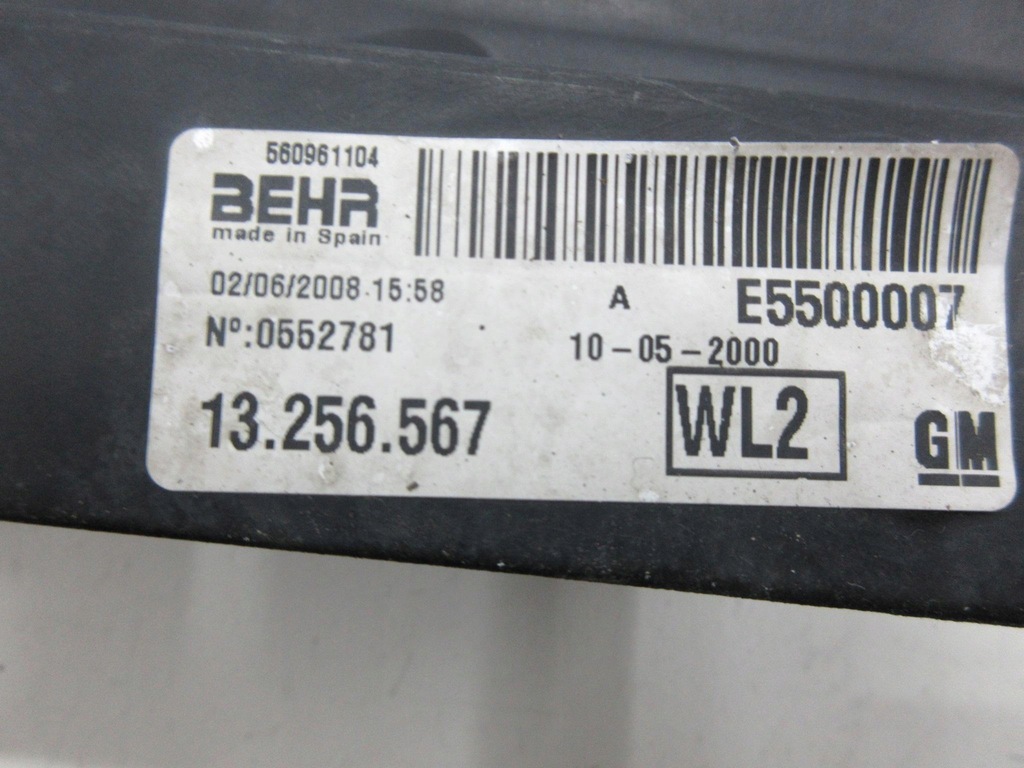 560961104
BEHR
made in Spain
02/06/2008 15:58
A
E5500007
Nº:0552781
10-05-2000
13.256.567
WL2
GM